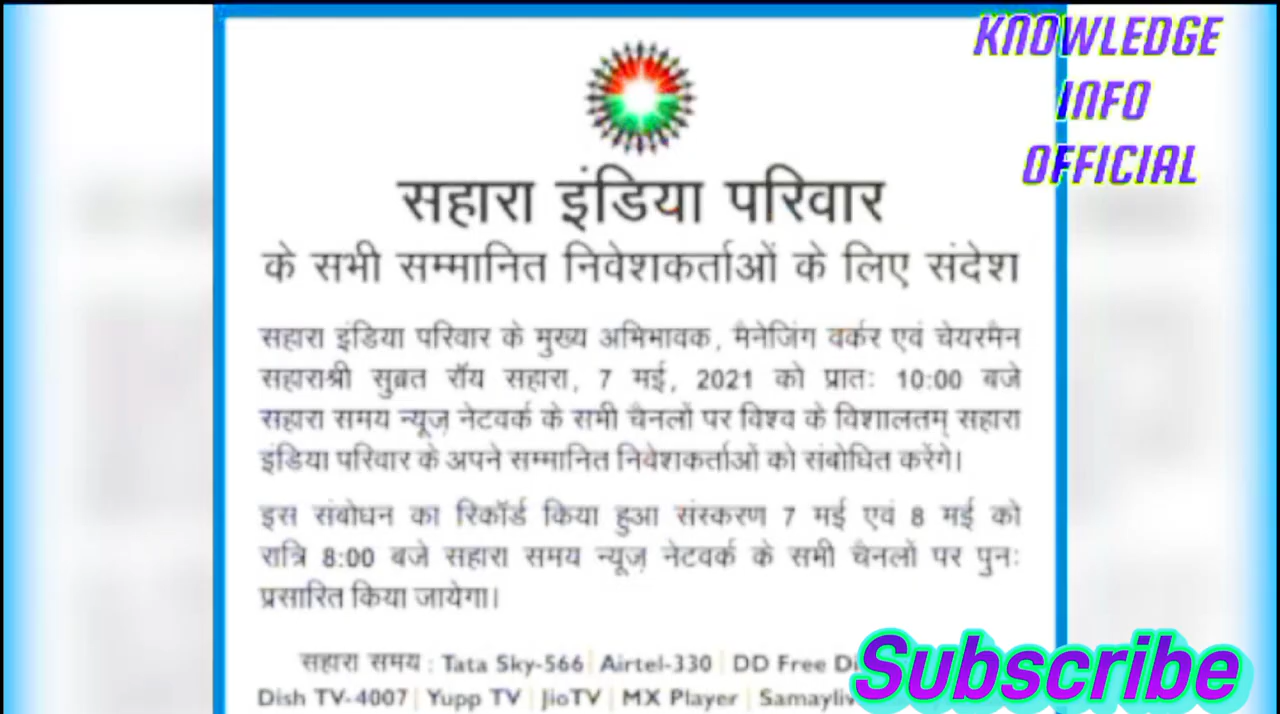 KNOWLEDGE
INFO
OFFICIAL
सहारा इंडिया परिवार
के सभी सम्मानित निवेशकर्ताओं के लिए संदेश
सहारा इंडिया परिवार के मुख्य अभिभावक, मैनेजिंग वर्कर एवं चेयरमैन
सहाराश्री सुब्रत रॉय सहारा, 7 मई, 2021 को प्रातः 10:00 बजे
सहारा समय न्यूज़ नेटवर्क के सभी चैनलों पर विश्व के विशालतम् सहारा
इंडिया परिवार के अपने सम्मानित निवेशकर्ताओं को संबोधित करेंगे।
इस संबोधन का रिकॉर्ड किया हुआ संस्करण 7 मई एवं 8 मई को
रात्रि 8:00 बजे सहारा समय न्यूज़ नेटवर्क के सभी चैनलों पर पुनः
प्रसारित किया जायेगा।
सहारा समय : Tata Sky-566 | Airtel-330 | DD Free
Dish TV-4007 | Yupp TV | JioTV | MX Player |
Subscribe